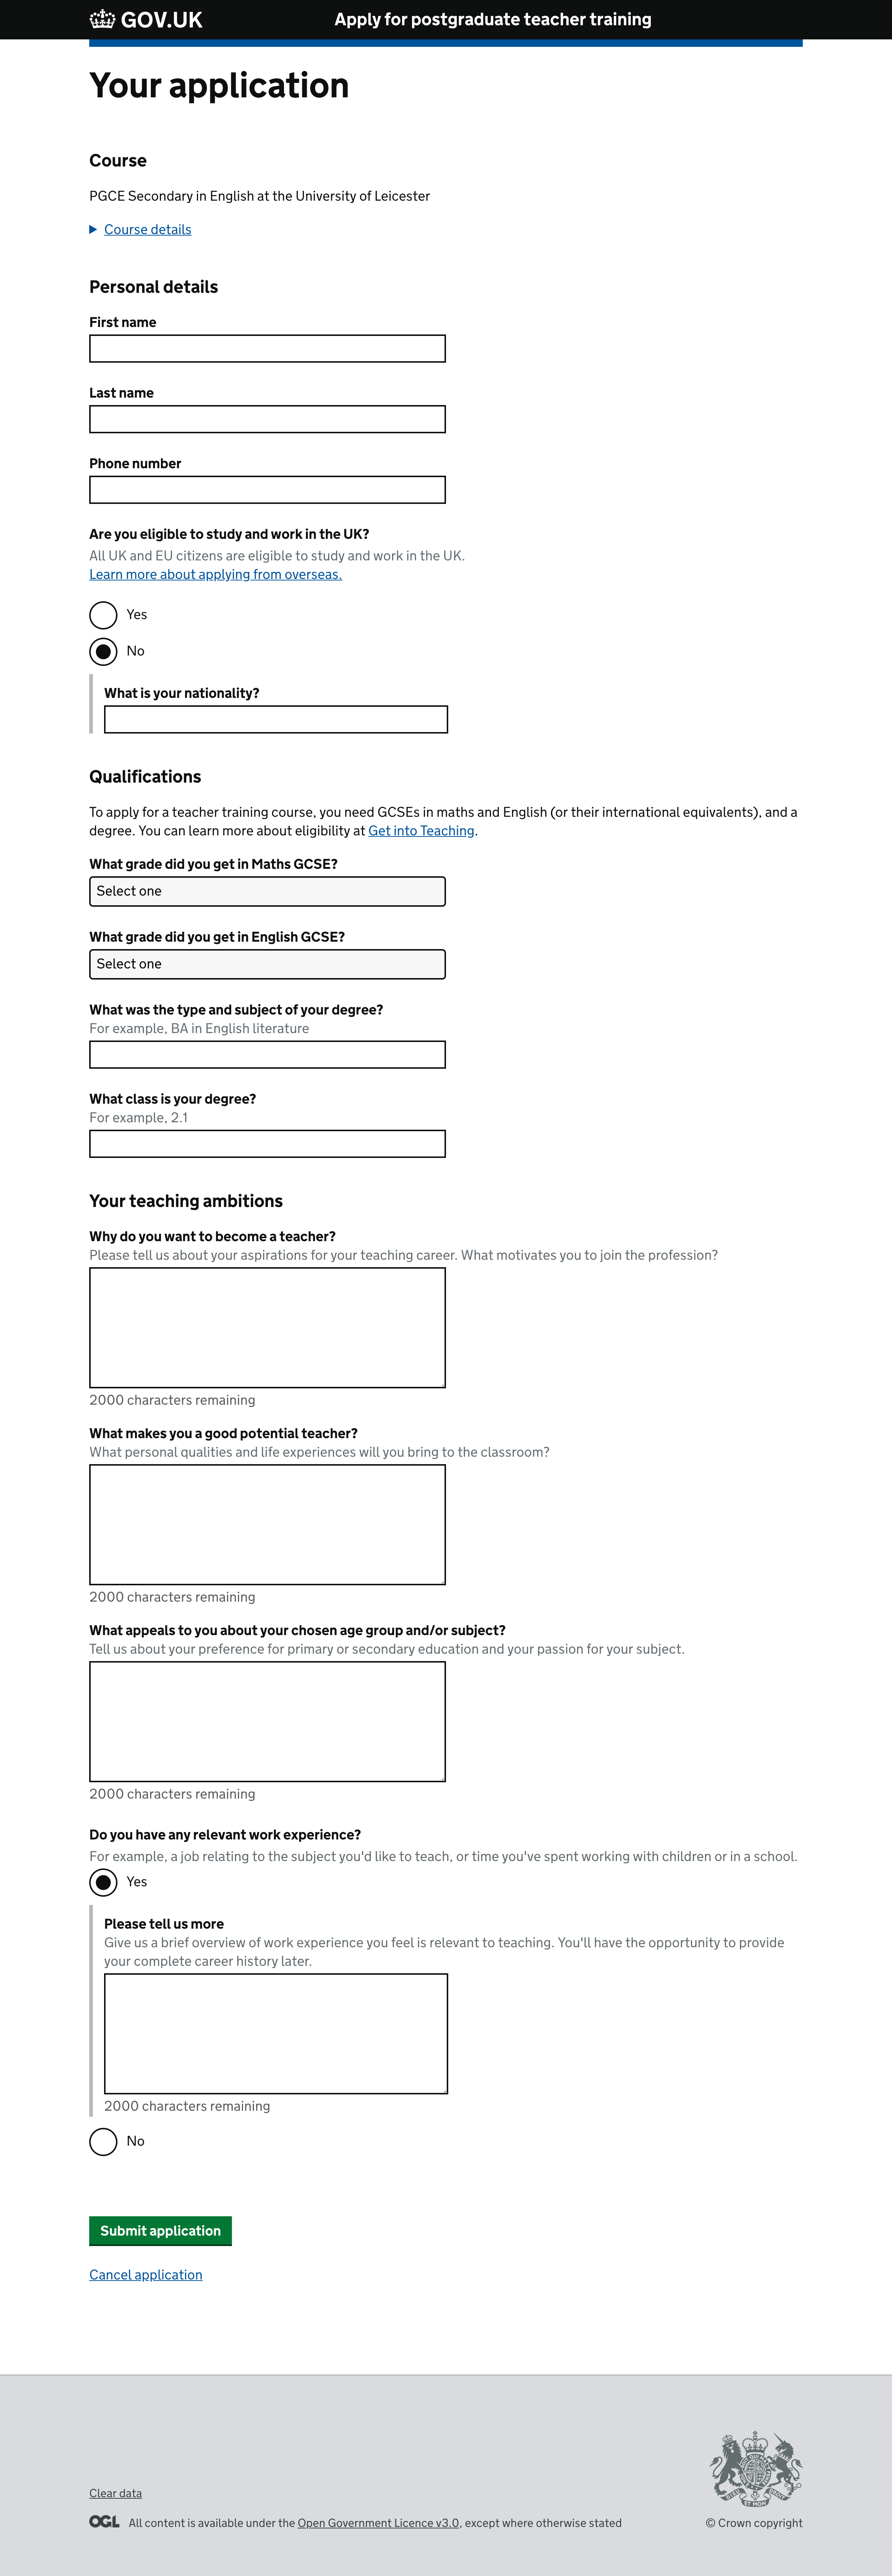 GOV.UK
Apply for postgraduate teacher training
Your application
Course
PGCE Secondary in English at the University of Leicester
Course details
Personal details
First name
Last name
Phone number
Are you eligible to study and work in the UK?
All UK and EU citizens are eligible to study and work in the UK.
Learn more about applying from overseas.
Yes
No
What is your nationality?
Qualifications
To apply for a teacher training course, you need GCSEs in maths and English (or their international equivalents), and a
degree. You can learn more about eligibility at Get into Teaching.
What grade did you get in Maths GCSE?
Select one
What grade did you get in English GCSE?
Select one
What was the type and subject of your degree?
For example, BA in English literature
What class is your degree?
For example, 2.1
Your teaching ambitions
Why do you want to become a teacher?
Please tell us about your aspirations for your teaching career. What motivates you to join the profession?
2000 characters remaining
What makes you a good potential teacher?
What personal qualities and life experiences will you bring to the classroom?
2000 characters remaining
What appeals to you about your chosen age group and/or subject?
Tell us about your preference for primary or secondary education and your passion for your subject.
2000 characters remaining
Do you have any relevant work experience?
For example, a job relating to the subject you'd like to teach, or time you've spent working with children or in a school.
Yes
Please tell us more
Give us a brief overview of work experience you feel is relevant to teaching. You'll have the opportunity to provide
your complete career history later.
2000 characters remaining
No
Submit application
Cancel application
Clear data
OGL All content is available under the Open Government Licence v3.0, except where otherwise stated
© Crown copyright